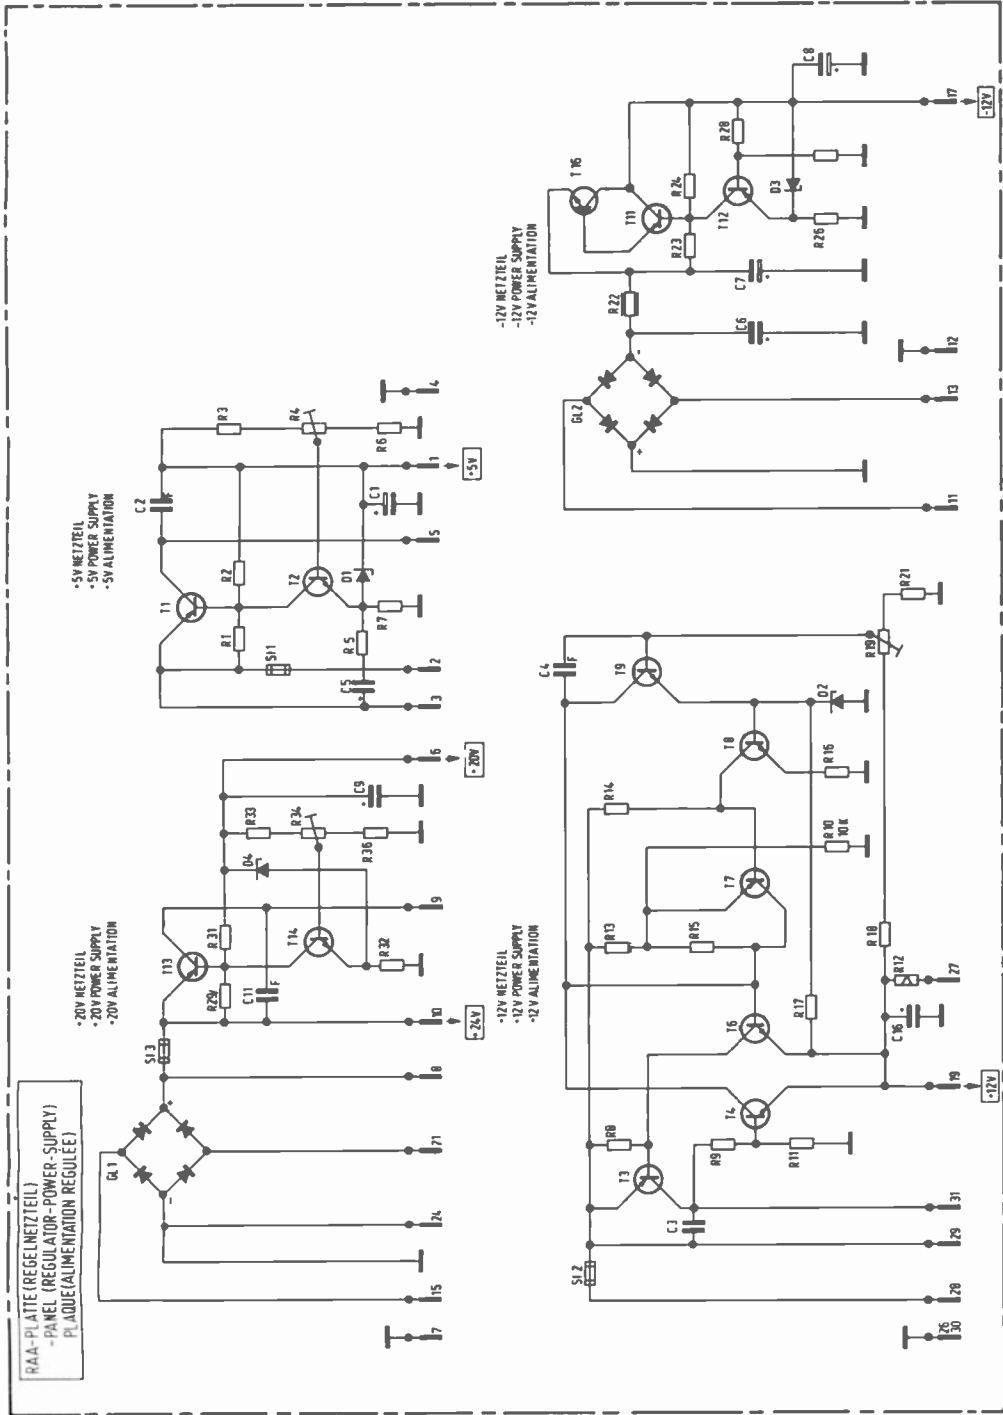 RAA-PLATTE (REGELNETZTEIL)
-PANEL (REGULATOR-POWER-SUPPLY)
PLAQUE (ALIMENTATION REGULEE)
+20V NETZTEIL
+20V POWER SUPPLY
+20V ALIMENTATION
GL1
+
-
SI3
T13
R29
R31
C11
F
T14
R32
D4
R33
R34
R36
C9
+
7
15
24
21
8
10
9
6
+24V
+20V
+5V NETZTEIL
+5V POWER SUPPLY
+5V ALIMENTATION
T1
C2
F
R1
R2
SI1
T2
R3
R4
R6
R5
C5
+
D1
R7
C1
+
3
2
5
1
4
+5V
+12V NETZTEIL
+12V POWER SUPPLY
+12V ALIMENTATION
SI2
T3
R8
C3
R9
R11
T4
T6
R13
R15
T7
R14
T8
R10
10K
R16
R17
C4
F
T9
D2
R19
R21
R18
R12
C16
+
26
30
28
29
31
19
27
+12V
-12V NETZTEIL
-12V POWER SUPPLY
-12V ALIMENTATION
GL2
+
-
R22
C6
+
C7
+
R23
R24
T11
T16
T12
R28
D3
R26
C8
+
11
13
12
17
-12V